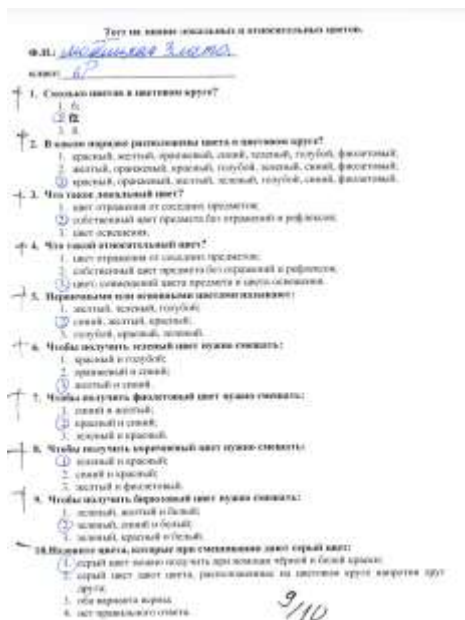 Тест на знание локальных и относительных цветов.
Ф.И.: Злата
класс: 6Р
1. Сколько цветов в цветовом круге?
1. 6;
2. 12;
3. 8.
2. В каком порядке расположены цвета в цветовом круге?
1. красный, желтый, оранжевый, синий, зеленый, голубой, фиолетовый;
2. желтый, оранжевый, красный, голубой, зеленый, синий, фиолетовый;
3. красный, оранжевый, желтый, зеленый, голубой, синий, фиолетовый.
3. Что такое локальный цвет?
1. цвет отражения от соседних предметов;
2. собственный цвет предмета без отражений и рефлексов;
3. цвет освещения.
4. Что такой относительный цвет?
1. цвет отражения от соседних предметов;
2. собственный цвет предмета без отражений и рефлексов;
3. цвет, совмещенный цвета предмета и цвета освещения.
5. Первичными или основными цветами называют:
1. желтый, зеленый, голубой;
2. синий, желтый, красный;
3. голубой, красный, зеленый.
6. Чтобы получить зеленый цвет нужно смешать:
1. красный и голубой;
2. оранжевый и синий;
3. желтый и синий.
7. Чтобы получить фиолетовый цвет нужно смешать:
1. синий и желтый;
2. красный и синий;
3. зеленый и красный.
8. Чтобы получить коричневый цвет нужно смешать:
1. зеленый и красный;
2. синий и красный;
3. желтый и фиолетовый.
9. Чтобы получить бирюзовый цвет нужно смешать:
1. зеленый, желтый и белый;
2. зеленый, синий и белый;
3. зеленый, красный и белый.
10.Назовите цвета, которые при смешивании дают серый цвет:
1. серый цвет можно получить при помощи чёрной и белой краски;
2. серый цвет дают цвета, расположенные на цветовом круге напротив друг
друга;
3. оба варианта верны;
4. нет правильного ответа.
9/10